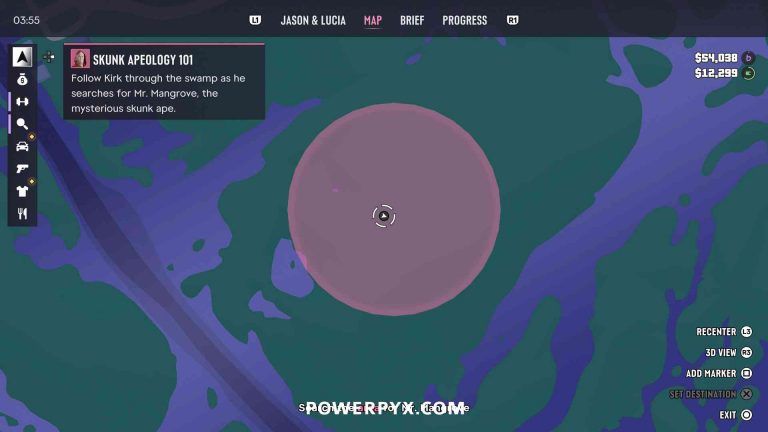 03:55
L1 JASON & LUCIA MAP BRIEF PROGRESS R1
SKUNK APEOLOGY 101
Follow Kirk through the swamp as he
searches for Mr. Mangrove, the
mysterious skunk ape.
$54,038
$12,299
RECENTER L3
3D VIEW R3
ADD MARKER
SET DESTINATION
EXIT
POWERPYX.COM